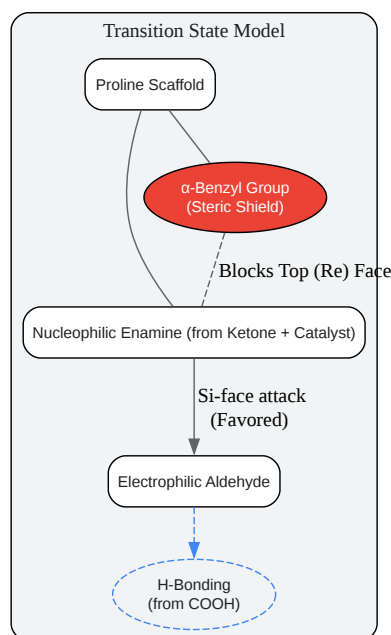 Transition State Model
Proline Scaffold
α-Benzyl Group
(Steric Shield)
Blocks Top (Re) Face
Nucleophilic Enamine (from Ketone + Catalyst)
Si-face attack
(Favored)
Electrophilic Aldehyde
H-Bonding
(from COOH)